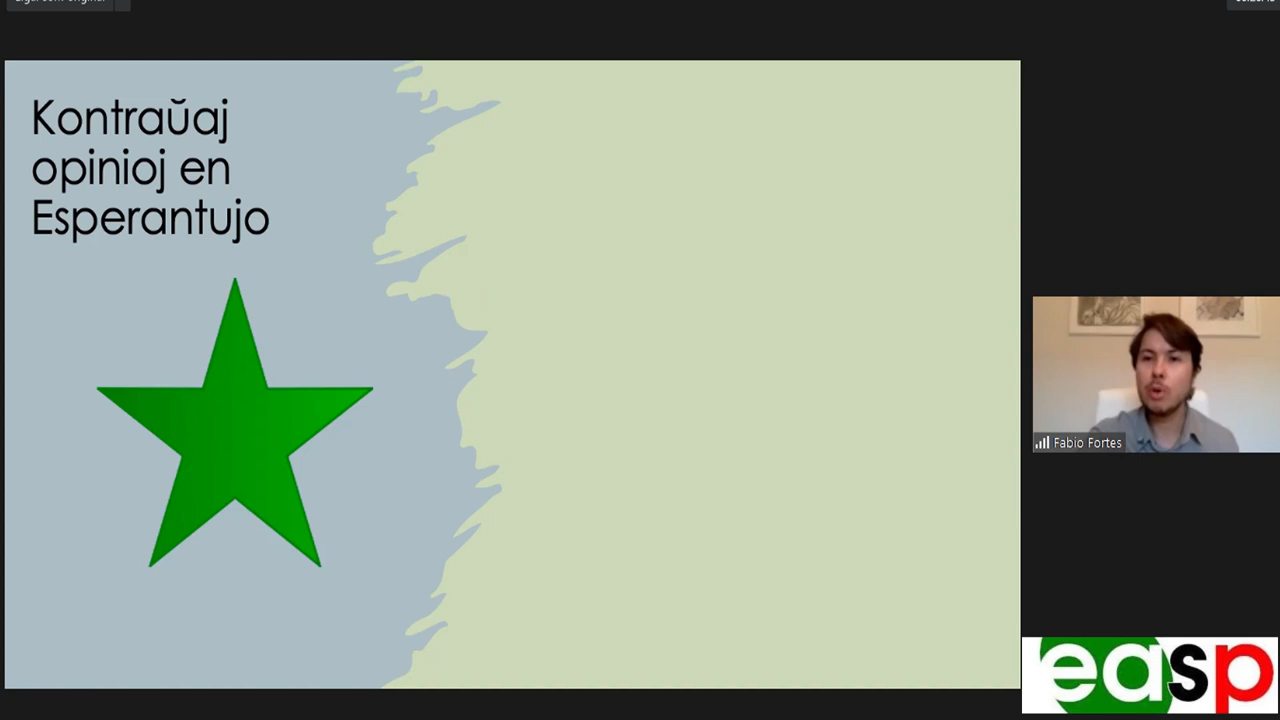 Kontraŭaj
opinioj en
Esperantujo
Fabio Fortes
easp